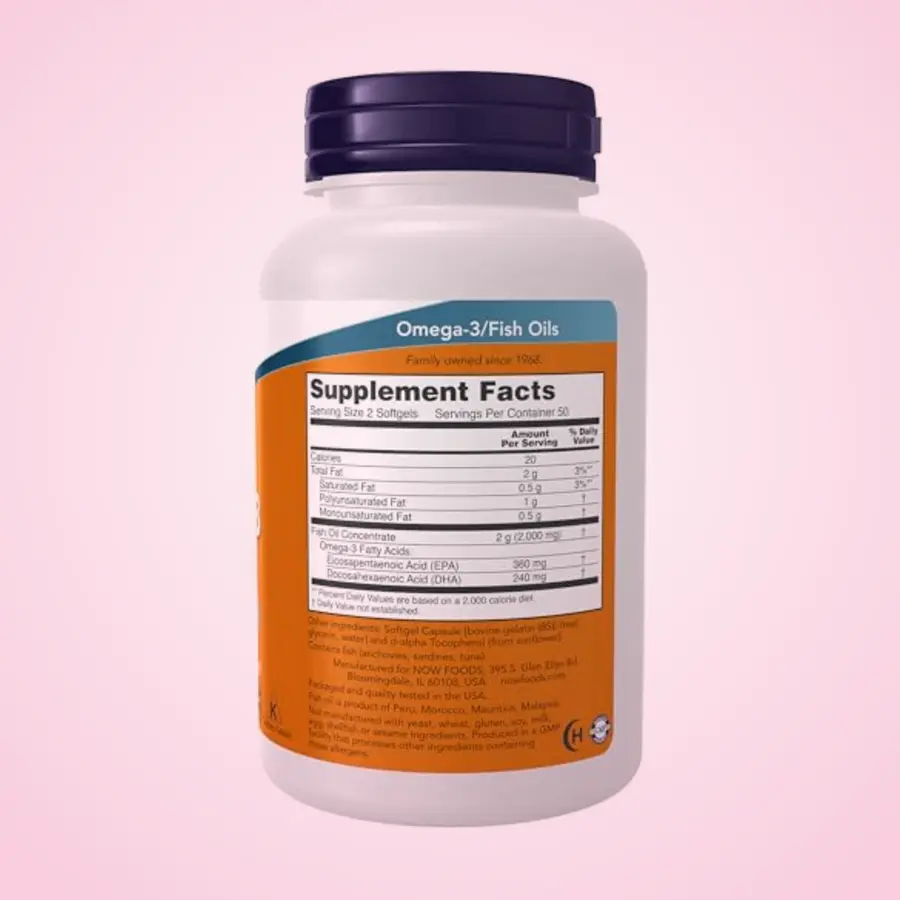 Omega-3/Fish Oils
Family owned since 1968.
Supplement Facts
Serving Size 2 Softgels Servings Per Container 50
Amount Per Serving % Daily Value
Calories 20
Total Fat 2 g 3%**
Saturated Fat 0.5 g 3%**
Polyunsaturated Fat 1 g †
Monounsaturated Fat 0.5 g †
Fish Oil Concentrate 2 g (2,000 mg) †
Omega-3 Fatty Acids:
Eicosapentaenoic Acid (EPA) 360 mg †
Docosahexaenoic Acid (DHA) 240 mg †
** Percent Daily Values are based on a 2,000 calorie diet.
† Daily Value not established.
Other ingredients: Softgel Capsule [bovine gelatin (BSE-free),
glycerin, water] and d-alpha Tocopherol (from sunflower).
Contains fish (anchovies, sardines, tuna).
Manufactured for NOW FOODS, 395 S. Glen Ellyn Rd.
Bloomingdale, IL 60108, USA nowfoods.com
Packaged and quality tested in the USA.
Fish oil a product of Peru, Morocco, Mauritius, Malaysia.
Not manufactured with yeast, wheat, gluten, soy, milk,
egg, shellfish or sesame ingredients. Produced in a GMP
facility that processes other ingredients containing
these allergens.
3
K
H